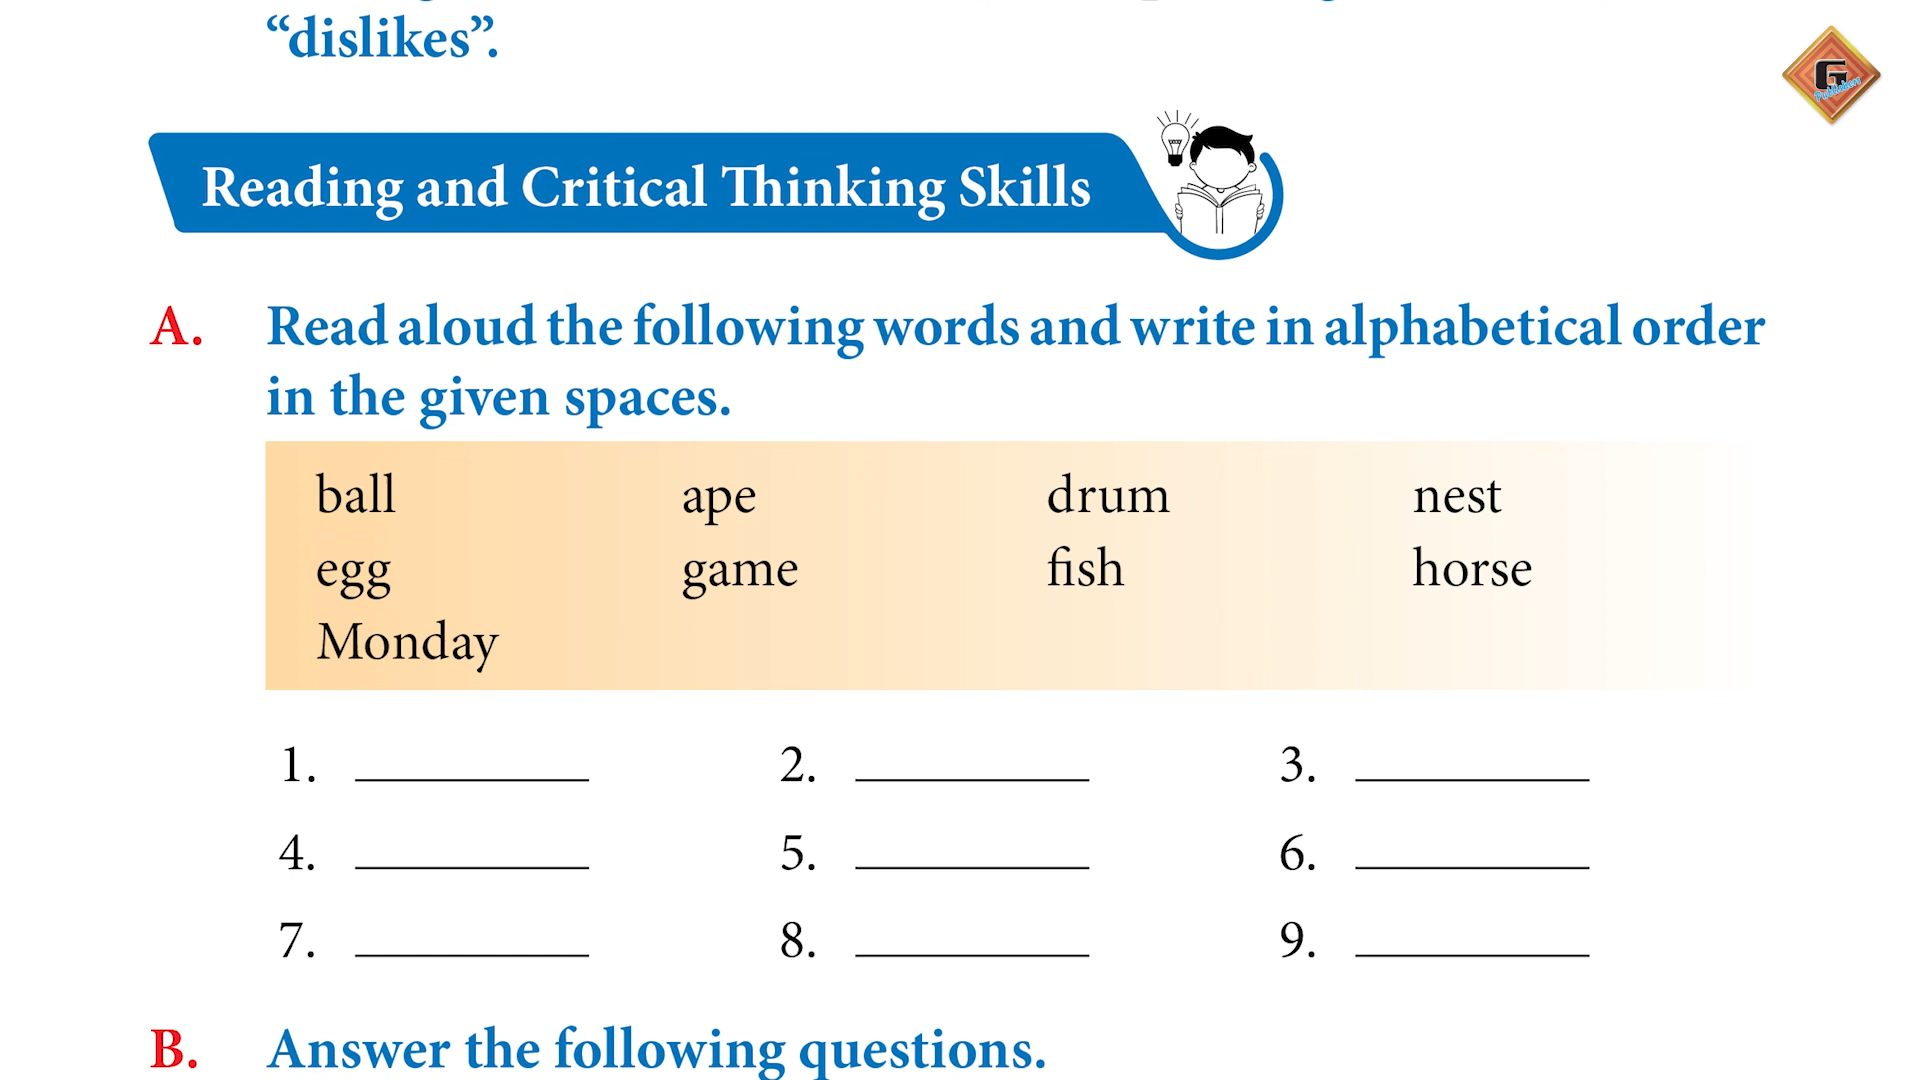 “dislikes”.
G
Publishers
Reading and Critical Thinking Skills
A. Read aloud the following words and write in alphabetical order
in the given spaces.
ball ape drum nest
egg game fish horse
Monday
1. 2. 3.
4. 5. 6.
7. 8. 9.
B. Answer the following questions.